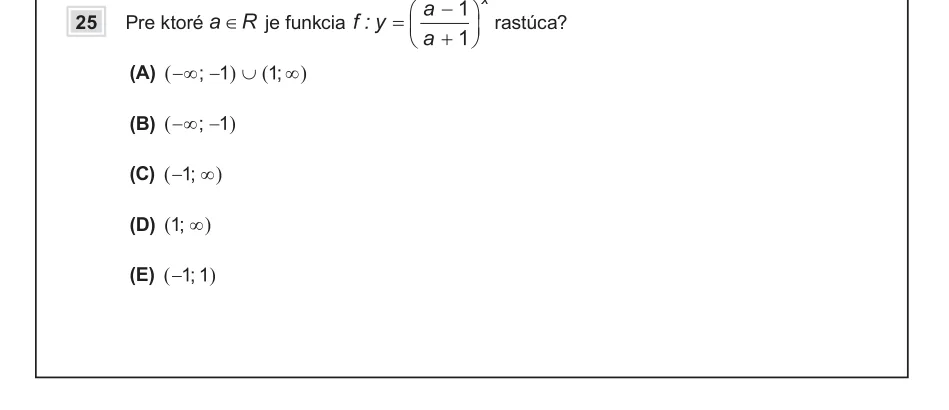 25 Pre ktoré a ∈ R je funkcia f : y = ((a − 1)/(a + 1))^x rastúca?
(A) (−∞; −1) ∪ (1; ∞)
(B) (−∞; −1)
(C) (−1; ∞)
(D) (1; ∞)
(E) (−1; 1)